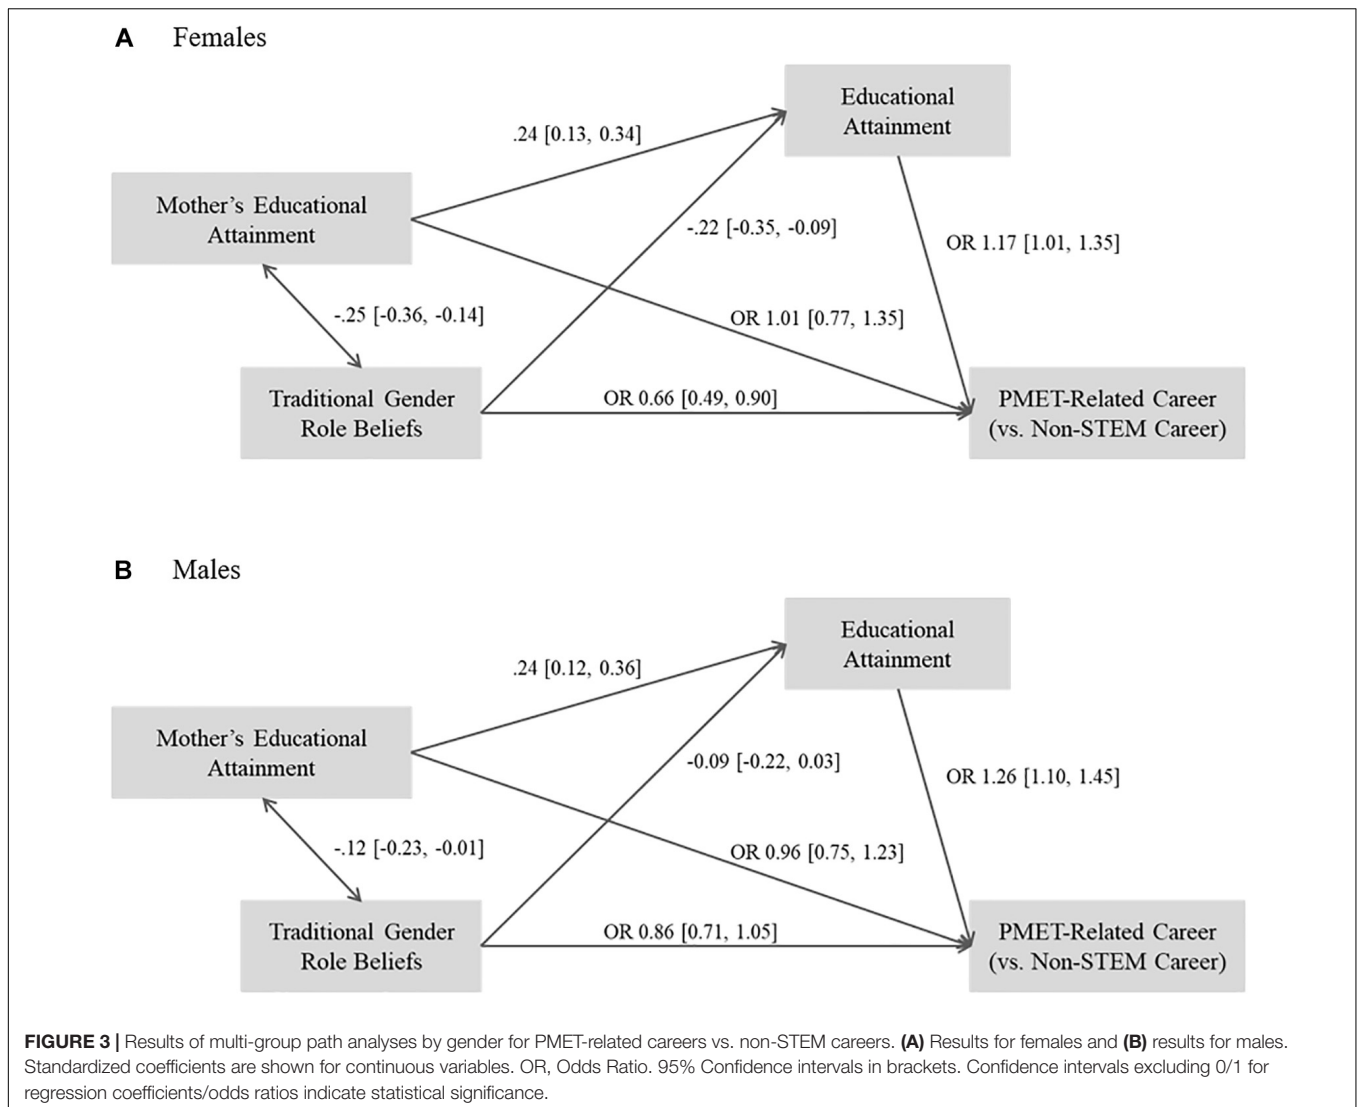 A Females
Educational
Attainment
.24 [0.13, 0.34]
Mother's Educational
Attainment
-.22 [-0.35, -0.09]
OR 1.17 [1.01, 1.35]
-.25 [-0.36, -0.14]
OR 1.01 [0.77, 1.35]
Traditional Gender
Role Beliefs
OR 0.66 [0.49, 0.90]
PMET-Related Career
(vs. Non-STEM Career)
B Males
Educational
Attainment
.24 [0.12, 0.36]
Mother's Educational
Attainment
-0.09 [-0.22, 0.03]
OR 1.26 [1.10, 1.45]
-.12 [-0.23, -0.01]
OR 0.96 [0.75, 1.23]
Traditional Gender
Role Beliefs
OR 0.86 [0.71, 1.05]
PMET-Related Career
(vs. Non-STEM Career)
FIGURE 3 | Results of multi-group path analyses by gender for PMET-related careers vs. non-STEM careers. (A) Results for females and (B) results for males.
Standardized coefficients are shown for continuous variables. OR, Odds Ratio. 95% Confidence intervals in brackets. Confidence intervals excluding 0/1 for
regression coefficients/odds ratios indicate statistical significance.